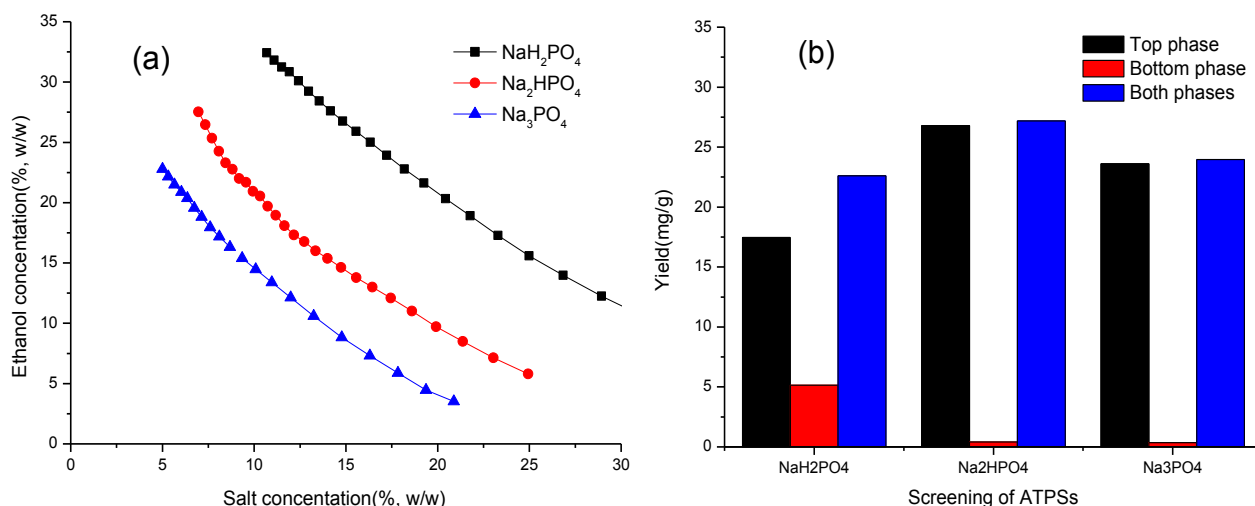 (a)
NaH₂PO₄
Na₂HPO₄
Na₃PO₄
Ethanol concentration(%, w/w)
35
30
25
20
15
10
5
0
0 5 10 15 20 25 30
Salt concentration(%, w/w)
(b)
Top phase
Bottom phase
Both phases
Yield(mg/g)
35
30
25
20
15
10
5
0
NaH2PO4 Na2HPO4 Na3PO4
Screening of ATPSs